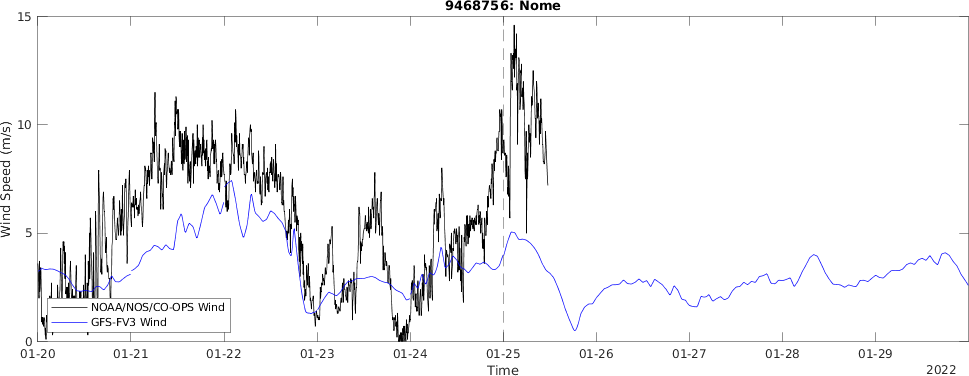 9468756: Nome
15
10
5
0
Wind Speed (m/s)
NOAA/NOS/CO-OPS Wind
GFS-FV3 Wind
01-20 01-21 01-22 01-23 01-24 01-25 01-26 01-27 01-28 01-29
Time
2022